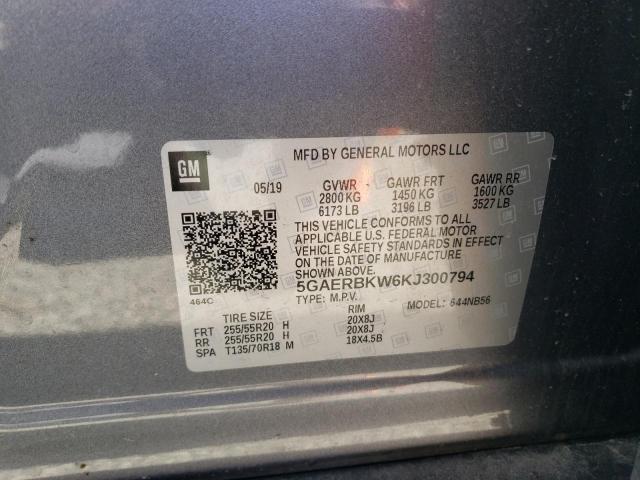 GM
MFD BY GENERAL MOTORS LLC
05/19 GVWR GAWR FRT GAWR RR
2800 KG 1450 KG 1600 KG
6173 LB 3196 LB 3527 LB
THIS VEHICLE CONFORMS TO ALL
APPLICABLE U.S. FEDERAL MOTOR
VEHICLE SAFETY STANDARDS IN EFFECT
ON THE DATE OF MANUFACTURE
SHOWN ABOVE.
464C
5GAERBKW6KJ300794
TYPE: M.P.V. MODEL: 644NB56
TIRE SIZE RIM
FRT 255/55R20 H 20X8J
RR 255/55R20 H 20X8J
SPA T135/70R18 M 18X4.5B